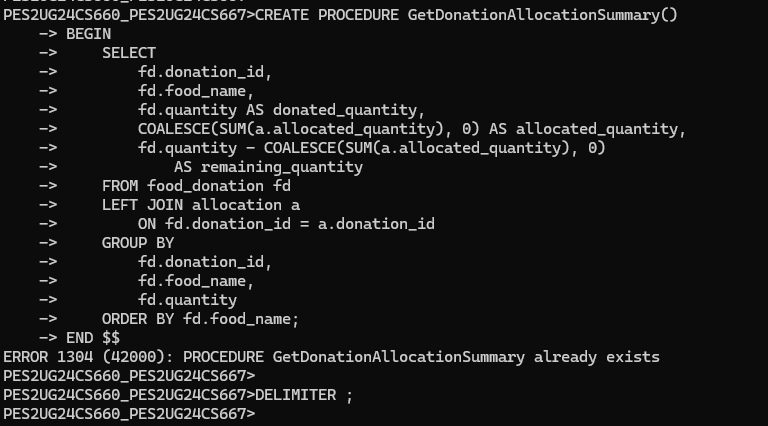 PES2UG24CS660_PES2UG24CS667>CREATE PROCEDURE GetDonationAllocationSummary()
    -> BEGIN
    ->     SELECT
    ->         fd.donation_id,
    ->         fd.food_name,
    ->         fd.quantity AS donated_quantity,
    ->         COALESCE(SUM(a.allocated_quantity), 0) AS allocated_quantity,
    ->         fd.quantity - COALESCE(SUM(a.allocated_quantity), 0)
    ->             AS remaining_quantity
    ->     FROM food_donation fd
    ->     LEFT JOIN allocation a
    ->         ON fd.donation_id = a.donation_id
    ->     GROUP BY
    ->         fd.donation_id,
    ->         fd.food_name,
    ->         fd.quantity
    ->     ORDER BY fd.food_name;
    -> END $$
ERROR 1304 (42000): PROCEDURE GetDonationAllocationSummary already exists
PES2UG24CS660_PES2UG24CS667>
PES2UG24CS660_PES2UG24CS667>DELIMITER ;
PES2UG24CS660_PES2UG24CS667>